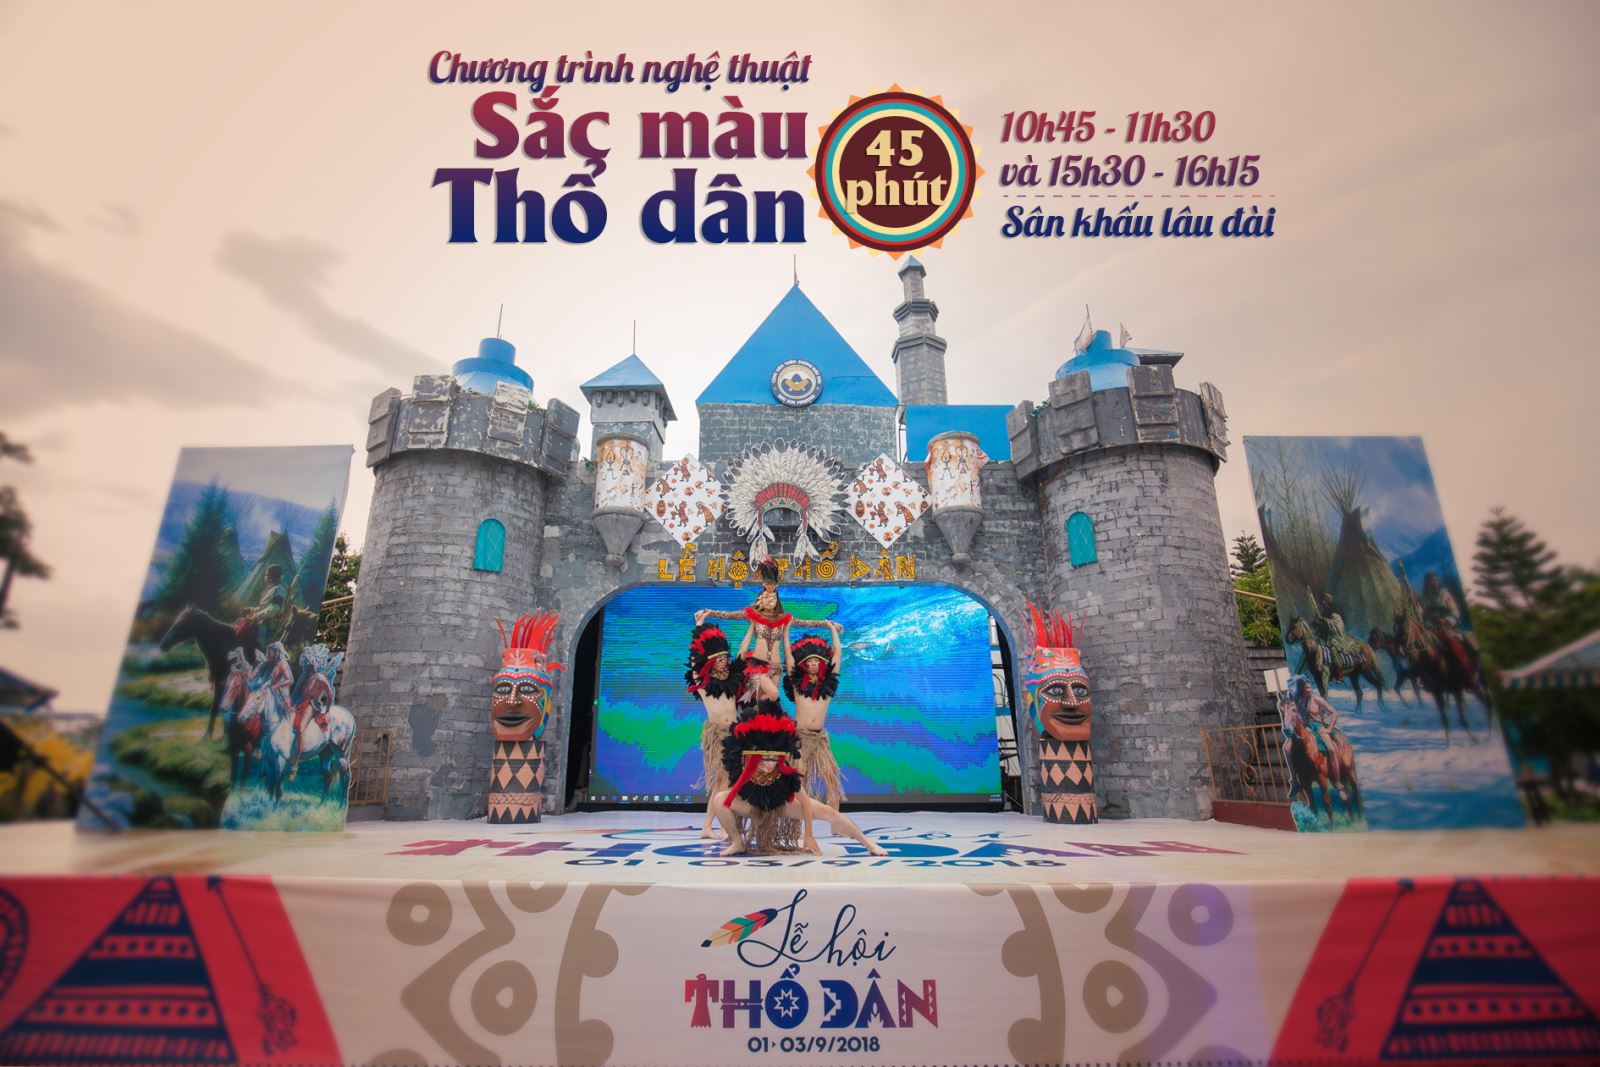 Chương trình nghệ thuật
Sắc màu
Thổ dân
45
phút
10h45 - 11h30
và 15h30 - 16h15
Sân khấu lâu đài
LỄ HỘI THỔ DÂN
THỔ DÂN
01-03/9/2018
Lễ hội
THỔ DÂN
01-03/9/2018